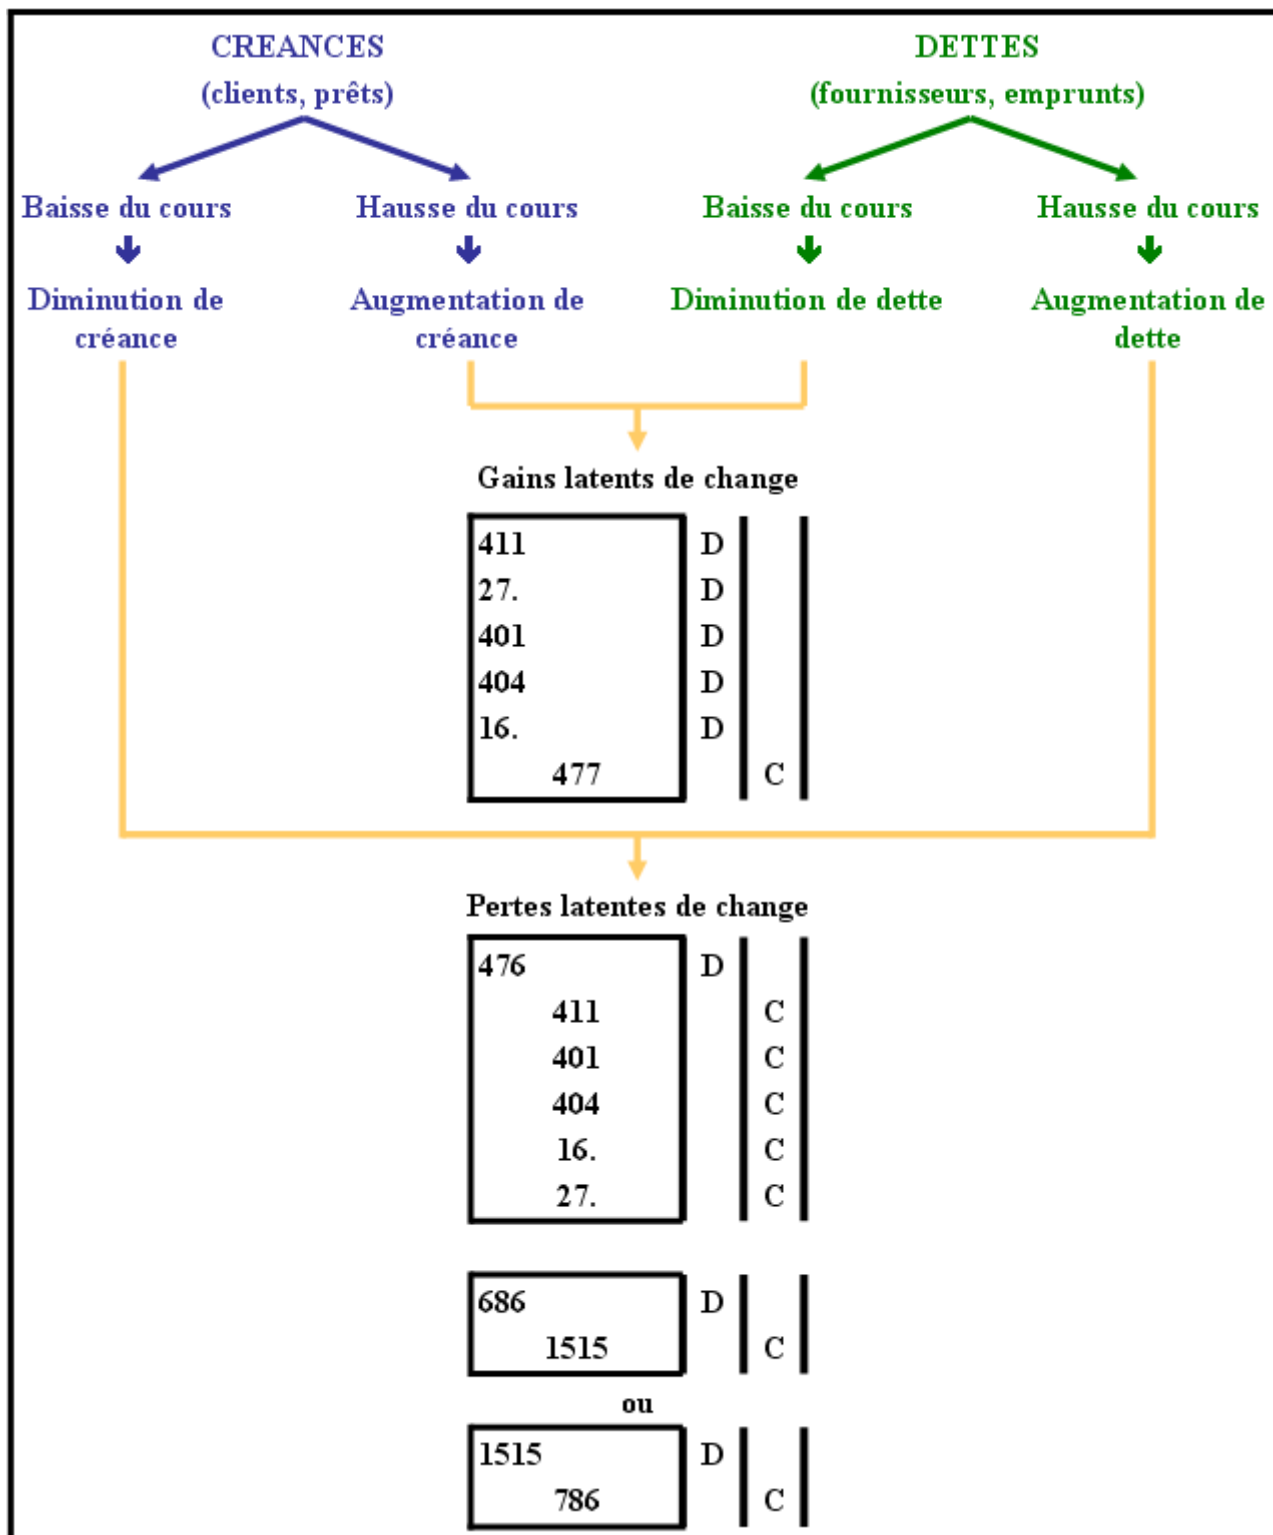 CREANCES
(clients, prêts)
DETTES
(fournisseurs, emprunts)
Baisse du cours
Hausse du cours
Baisse du cours
Hausse du cours
Diminution de
créance
Augmentation de
créance
Diminution de dette
Augmentation de
dette
Gains latents de change
411 D
27. D
401 D
404 D
16. D
477 C
Pertes latentes de change
476 D
411 C
401 C
404 C
16. C
27. C
686 D
1515 C
ou
1515 D
786 C